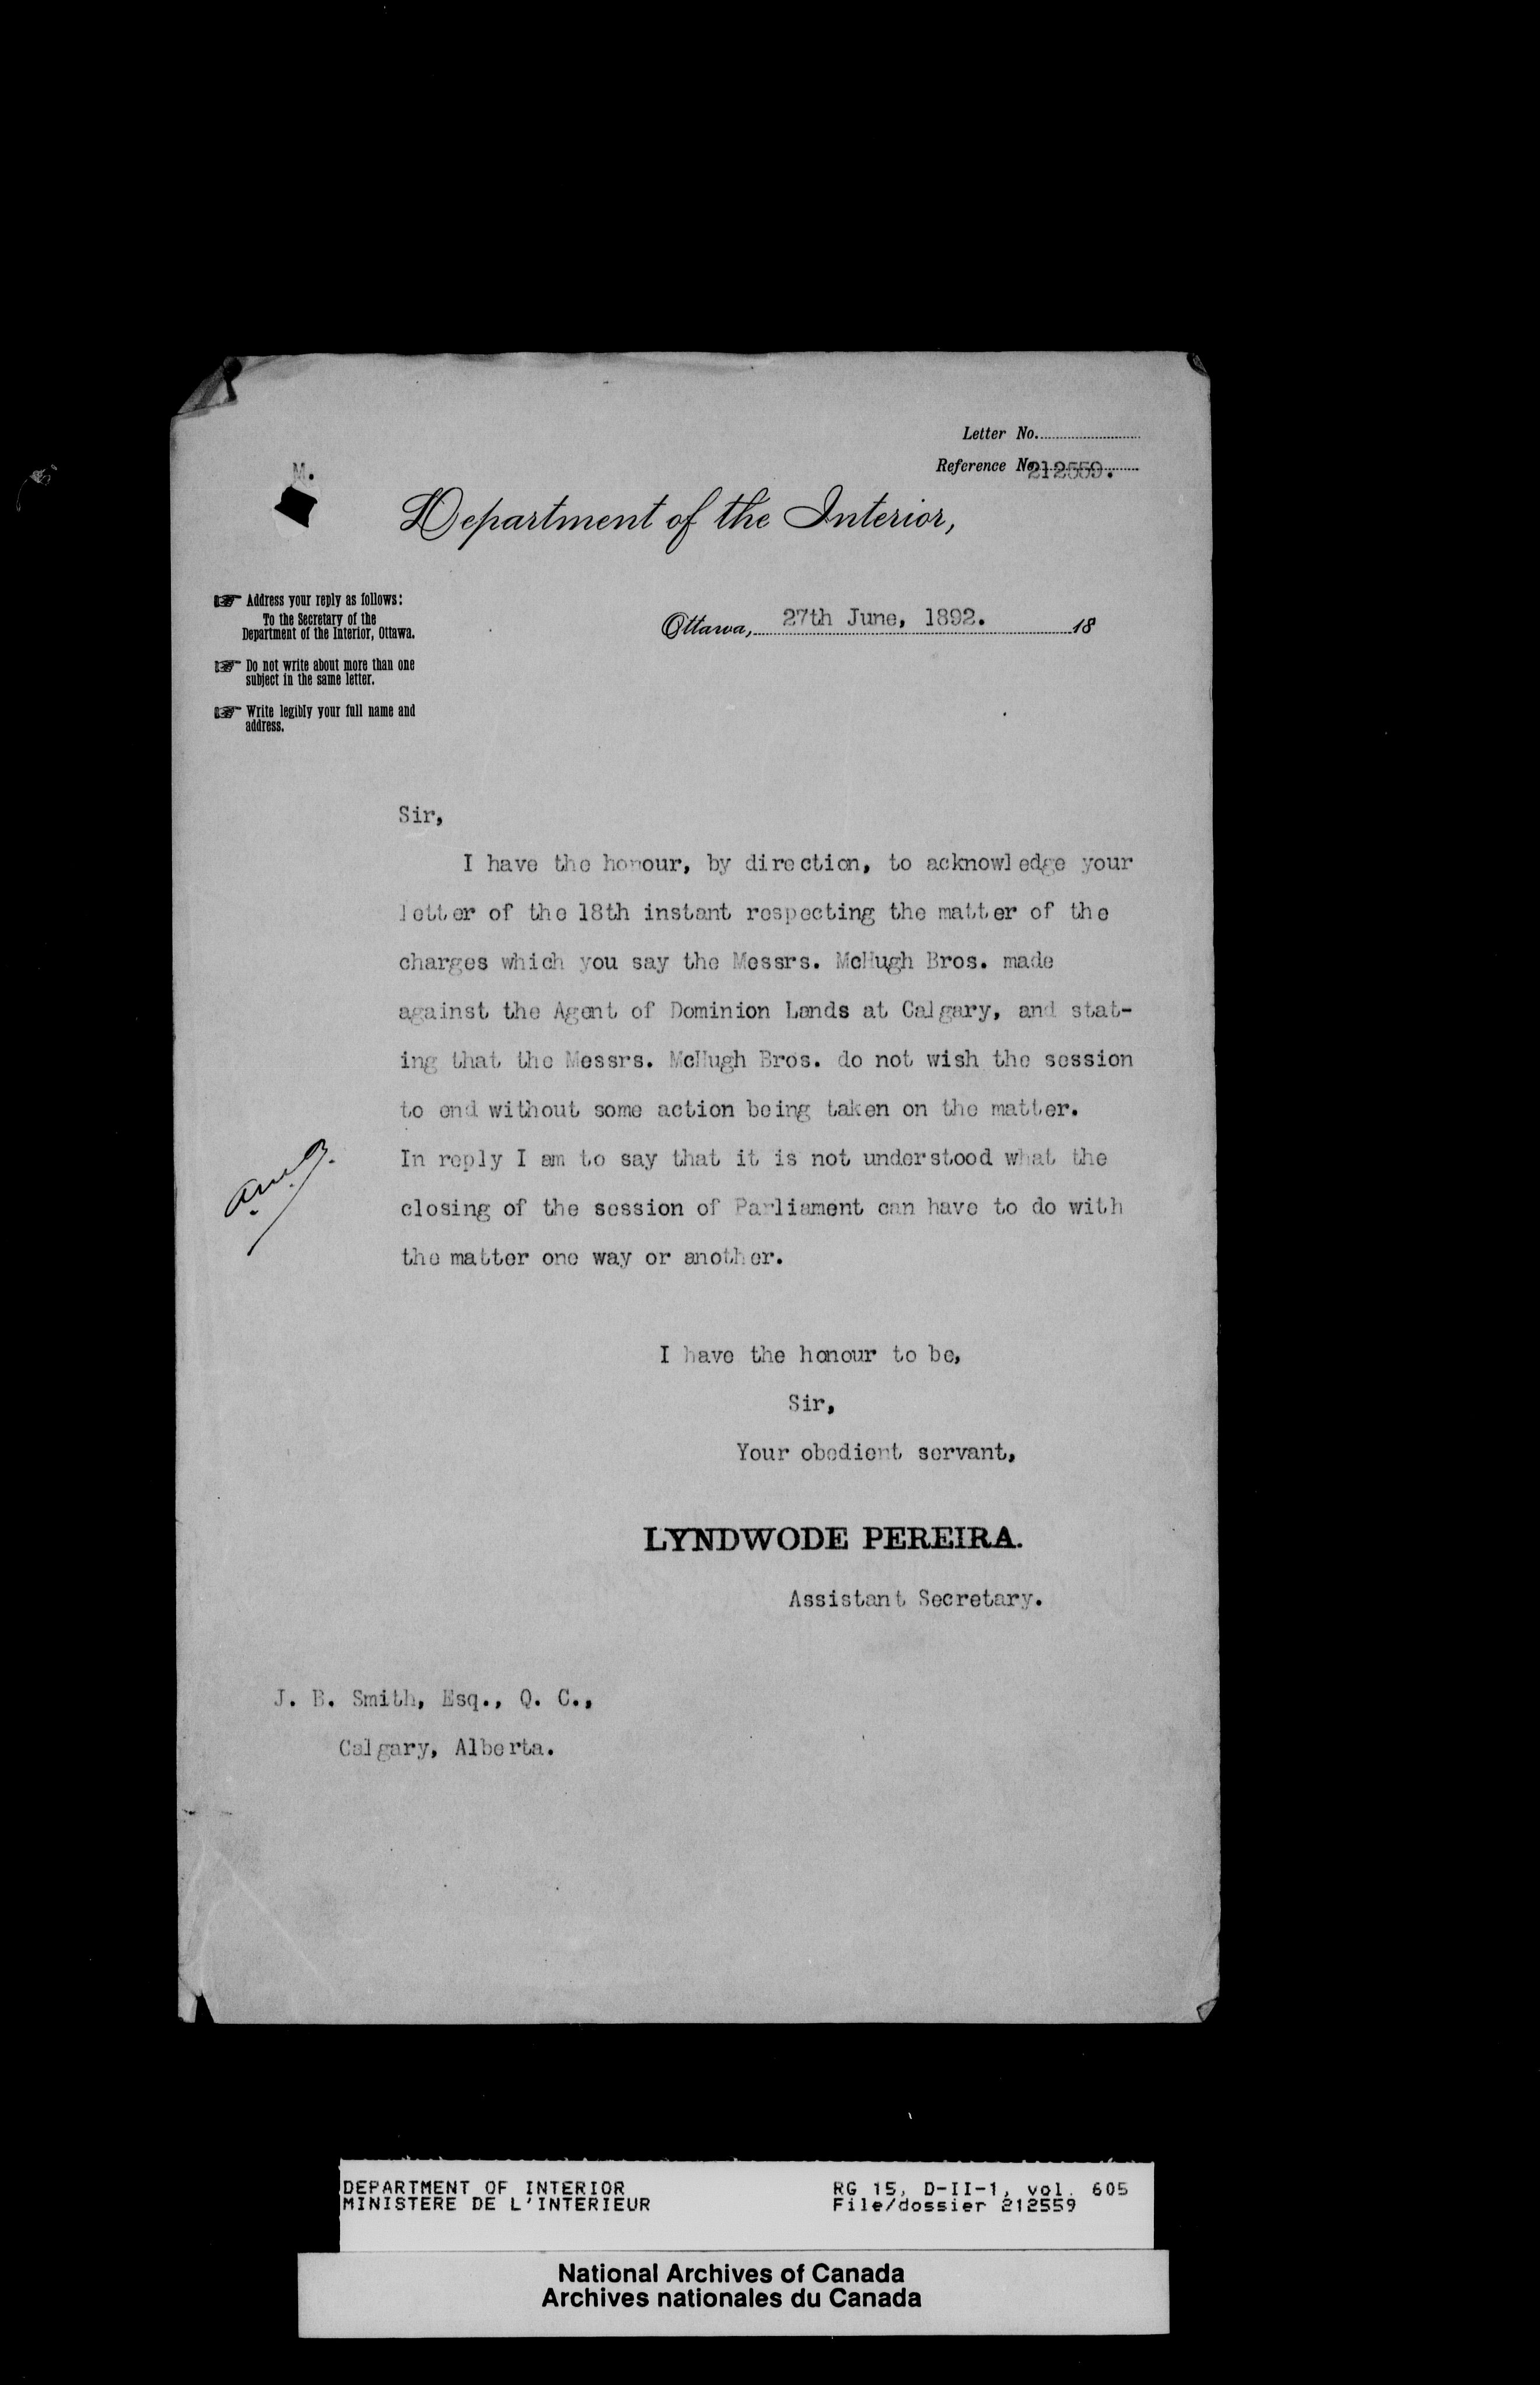 Letter No.
Reference No. 212559.
M.
Department of the Interior,
Address your reply as follows:
To the Secretary of the
Department of the Interior, Ottawa.
Do not write about more than one
subject in the same letter.
Write legibly your full name and
address.
Ottawa, 27th June, 1892. 18
Sir,
I have the honour, by direction, to acknowledge your
letter of the 18th instant respecting the matter of the
charges which you say the Messrs. McHugh Bros. made
against the Agent of Dominion Lands at Calgary, and stat-
ing that the Messrs. McHugh Bros. do not wish the session
to end without some action being taken on the matter.
In reply I am to say that it is not understood what the
closing of the session of Parliament can have to do with
the matter one way or another.
I have the honour to be,
Sir,
Your obedient servant,
LYNDWODE PEREIRA.
Assistant Secretary.
J. B. Smith, Esq., Q. C.,
Calgary, Alberta.
DEPARTMENT OF INTERIOR RG 15, D-II-1, vol. 605
MINISTERE DE L'INTERIEUR File/dossier 212559
National Archives of Canada
Archives nationales du Canada